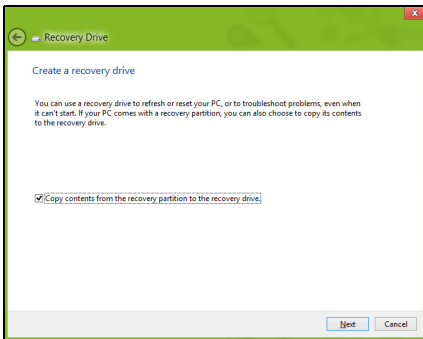 Recovery Drive
Create a recovery drive
You can use a recovery drive to refresh or reset your PC, or to troubleshoot problems, even when
it can't start. If your PC comes with a recovery partition, you can also choose to copy its contents
to the recovery drive.
Copy contents from the recovery partition to the recovery drive.
Next Cancel